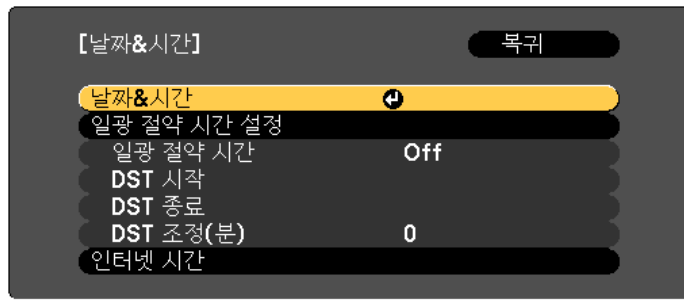 [날짜&시간] 복귀
날짜&시간
일광 절약 시간 설정
일광 절약 시간 Off
DST 시작
DST 종료
DST 조정(분) 0
인터넷 시간